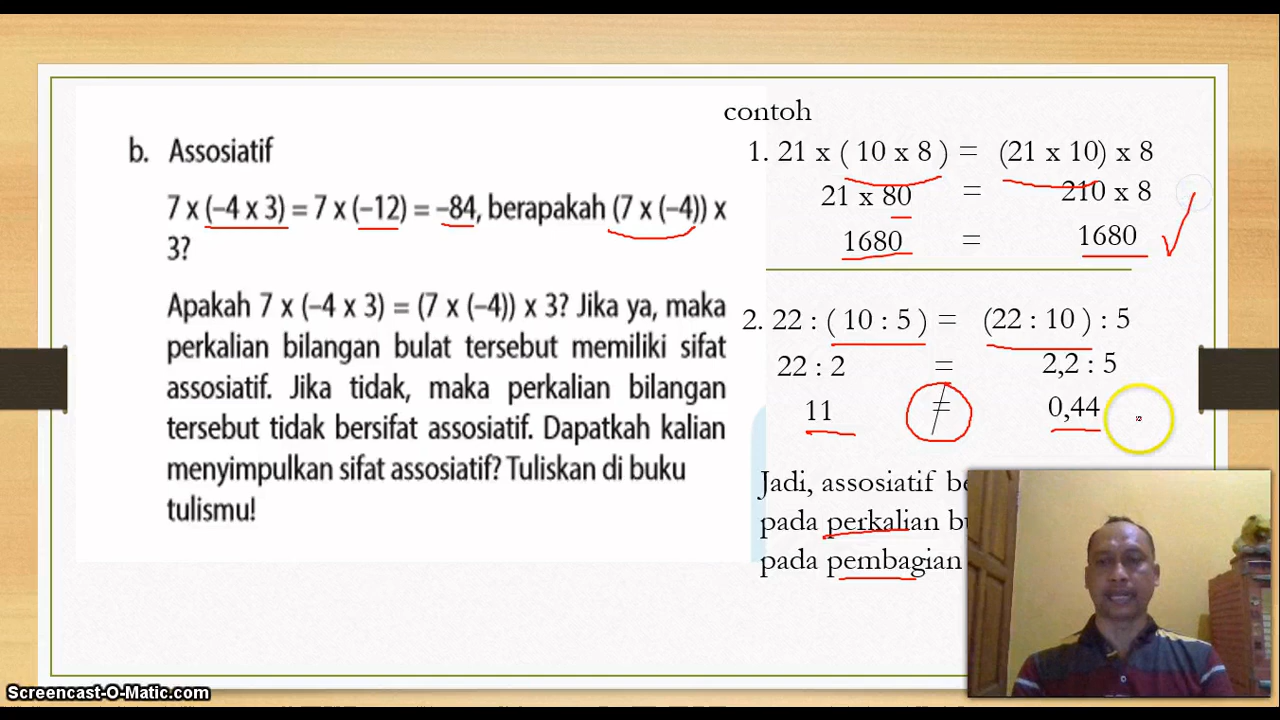 b. Assosiatif
7 x (–4 x 3) = 7 x (–12) = –84, berapakah (7 x (–4)) x
3?
Apakah 7 x (–4 x 3) = (7 x (–4)) x 3? Jika ya, maka
perkalian bilangan bulat tersebut memiliki sifat
assosiatif. Jika tidak, maka perkalian bilangan
tersebut tidak bersifat assosiatif. Dapatkah kalian
menyimpulkan sifat assosiatif? Tuliskan di buku
tulismu!
contoh
1. 21 x ( 10 x 8 ) = (21 x 10) x 8
21 x 80 = 210 x 8
1680 = 1680
2. 22 : ( 10 : 5 ) = (22 : 10 ) : 5
22 : 2 = 2,2 : 5
11 ≠ 0,44
Jadi, assosiatif
pada perkalian
pada pembagian
Screencast-O-Matic.com